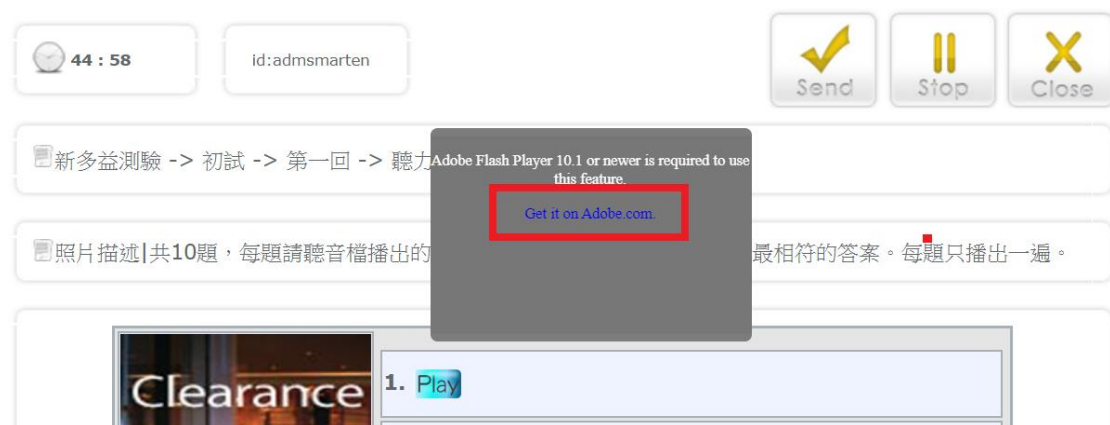 44 : 58
id:admsmarten
Send
Stop
Close
新多益測驗 -> 初試 -> 第一回 -> 聽力
Adobe Flash Player 10.1 or newer is required to use
this feature.
Get it on Adobe.com.
照片描述|共10題，每題請聽音檔播出的
最相符的答案。每題只播出一遍。
Clearance
1. Play